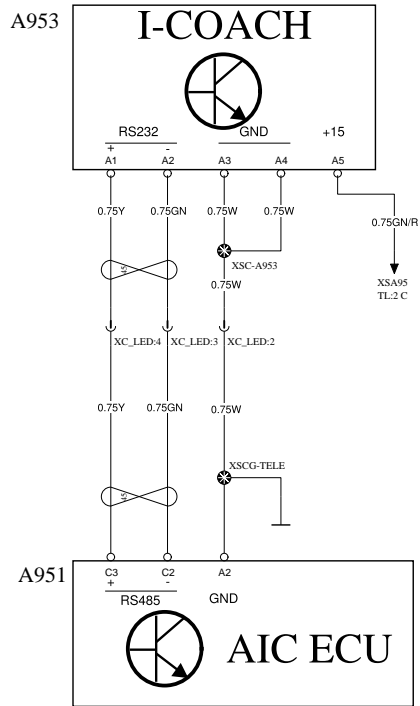 A953
I-COACH
RS232 GND +15
+ -
A1 A2 A3 A4 A5
0.75Y 0.75GN 0.75W 0.75W
0.75GN/R
45
XSC-A953
XSA95
TL:2 C
0.75W
XC_LED:4 XC_LED:3 XC_LED:2
0.75Y 0.75GN 0.75W
XSCG-TELE
45
A951
C3 C2 A2
+ -
RS485 GND
AIC ECU